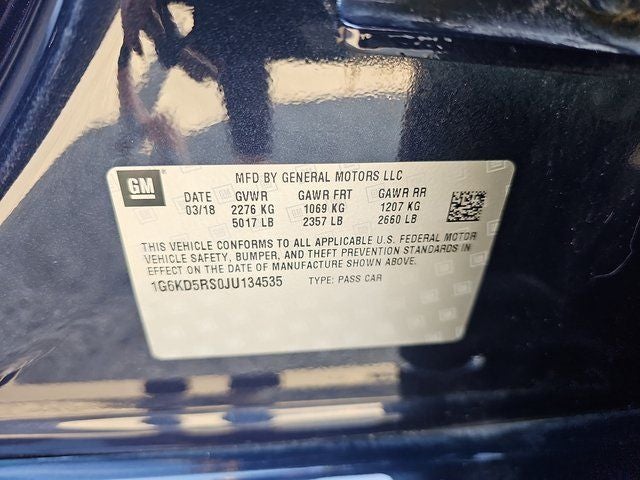 GM ® MFD BY GENERAL MOTORS LLC
DATE GVWR GAWR FRT GAWR RR
03/18 2276 KG 1069 KG 1207 KG
5017 LB 2357 LB 2660 LB
THIS VEHICLE CONFORMS TO ALL APPLICABLE U.S. FEDERAL MOTOR
VEHICLE SAFETY, BUMPER, AND THEFT PREVENTION STANDARDS IN
EFFECT ON THE DATE OF MANUFACTURE SHOWN ABOVE.
1G6KD5RS0JU134535 TYPE: PASS CAR